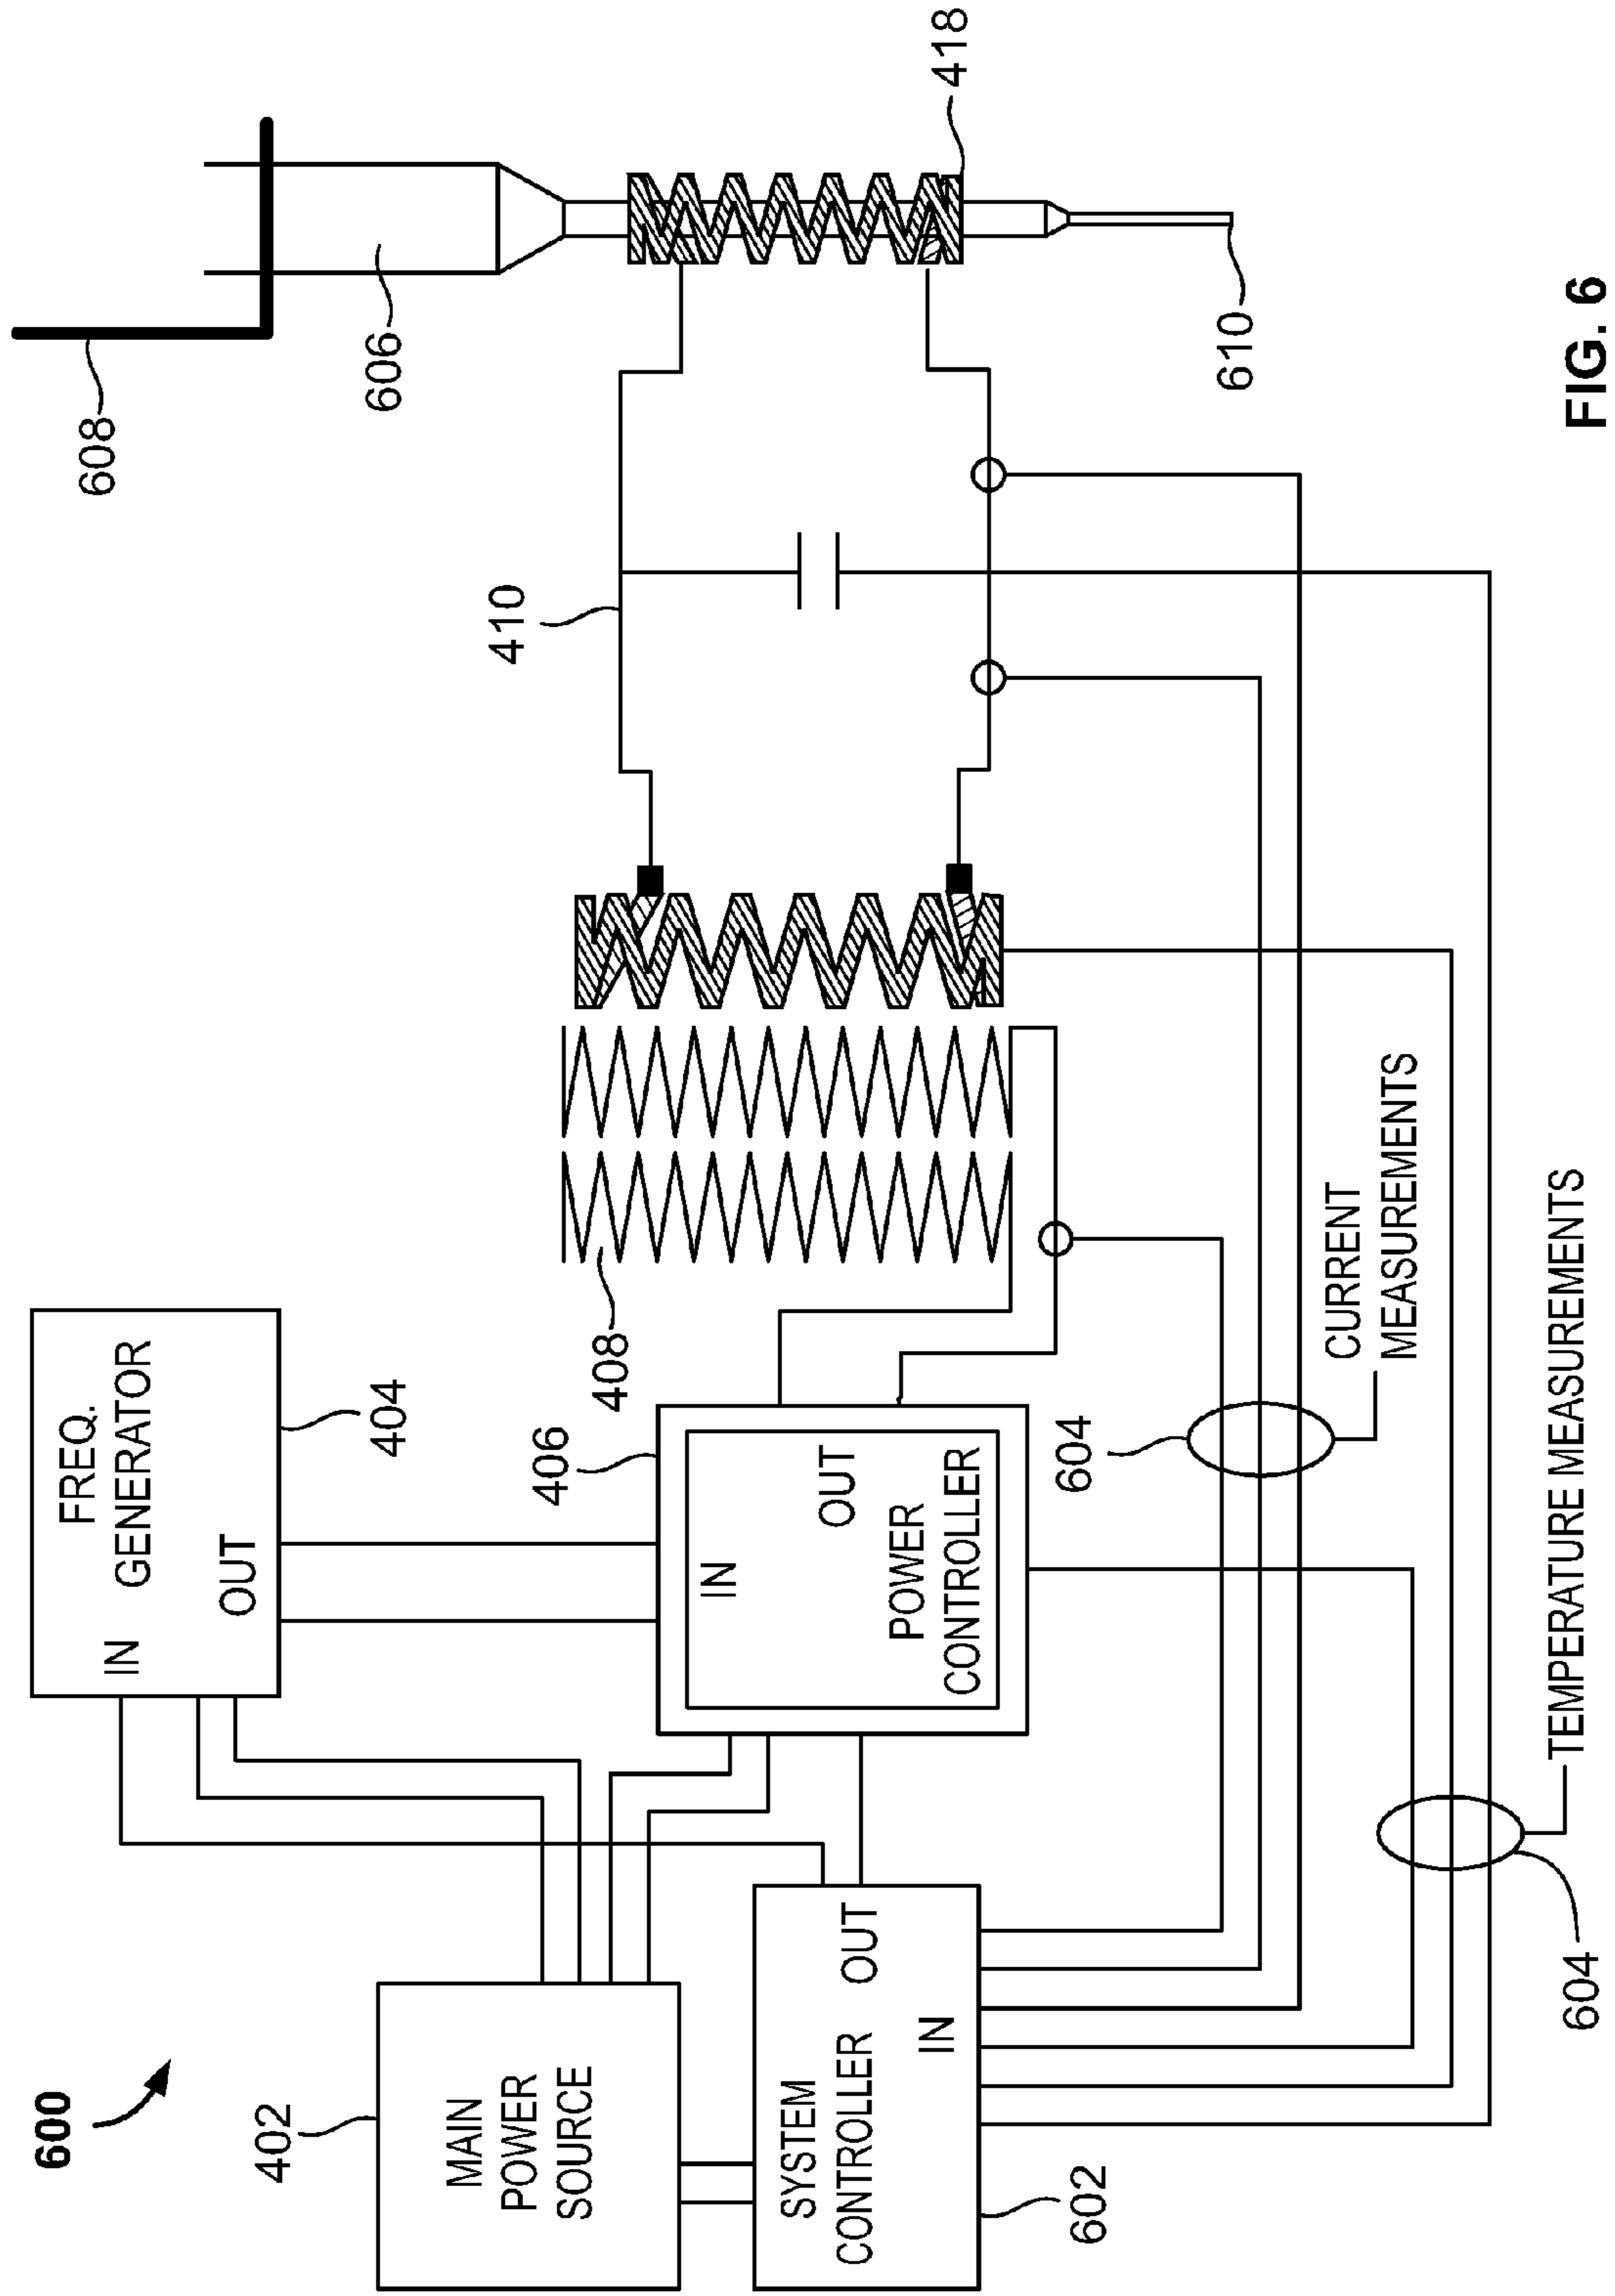 600
402
MAIN
POWER
SOURCE
SYSTEM
CONTROLLER
OUT
IN
602
FREQ.
GENERATOR
IN
OUT
404
406
IN
OUT
POWER
CONTROLLER
408
410
608
606
418
610
604
CURRENT
MEASUREMENTS
604
TEMPERATURE MEASUREMENTS
FIG. 6